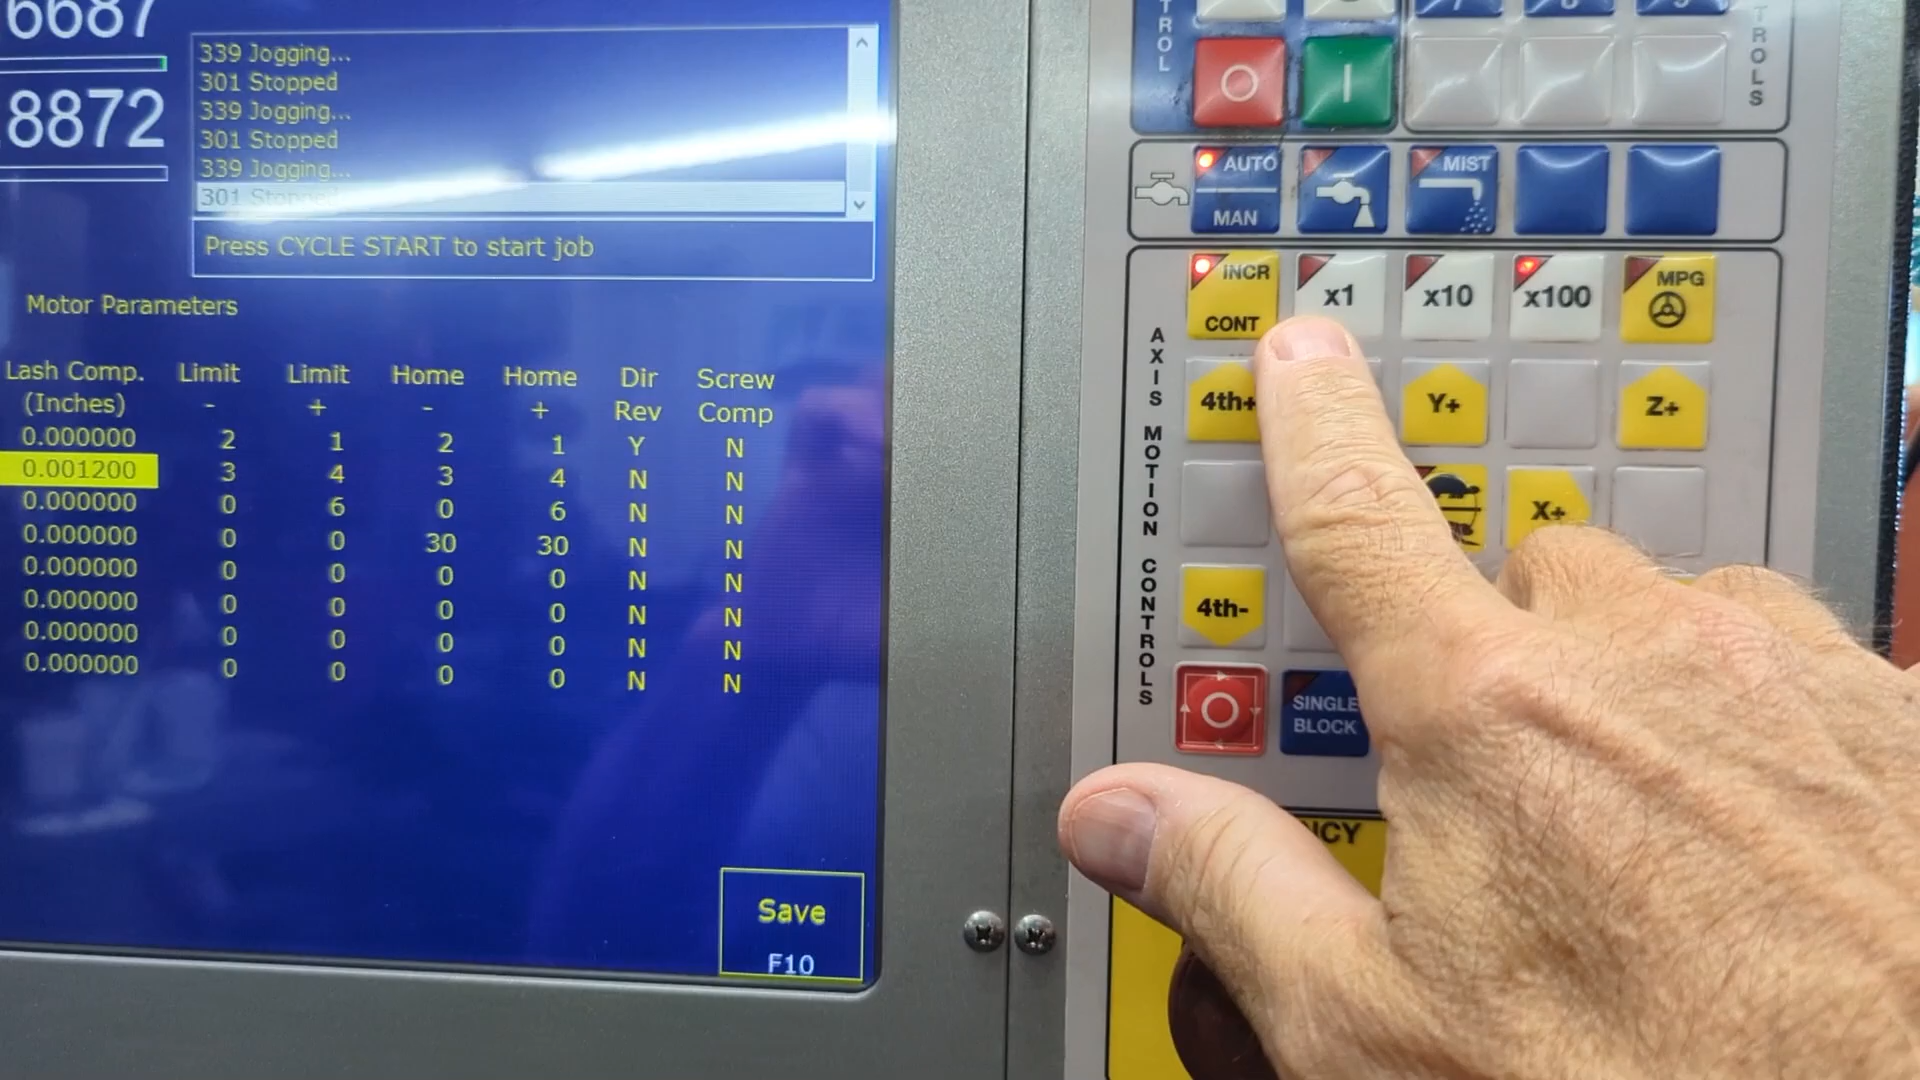 6687
8872
339 Jogging...
301 Stopped
339 Jogging...
301 Stopped
339 Jogging...
301 Stopped
Press CYCLE START to start job
Motor Parameters
Lash Comp. Limit Limit Home Home Dir Screw
(Inches) - + - + Rev Comp
0.000000 2 1 2 1 Y N
0.001200 3 4 3 4 N N
0.000000 0 6 0 6 N N
0.000000 0 0 30 30 N N
0.000000 0 0 0 0 N N
0.000000 0 0 0 0 N N
0.000000 0 0 0 0 N N
0.000000 0 0 0 0 N N
Save
F10
AUTO
MAN
MIST
INCR
CONT
x1
x10
x100
MPG
AXIS MOTION CONTROLS
4th+
Y+
Z+
X+
4th-
SINGLE
BLOCK